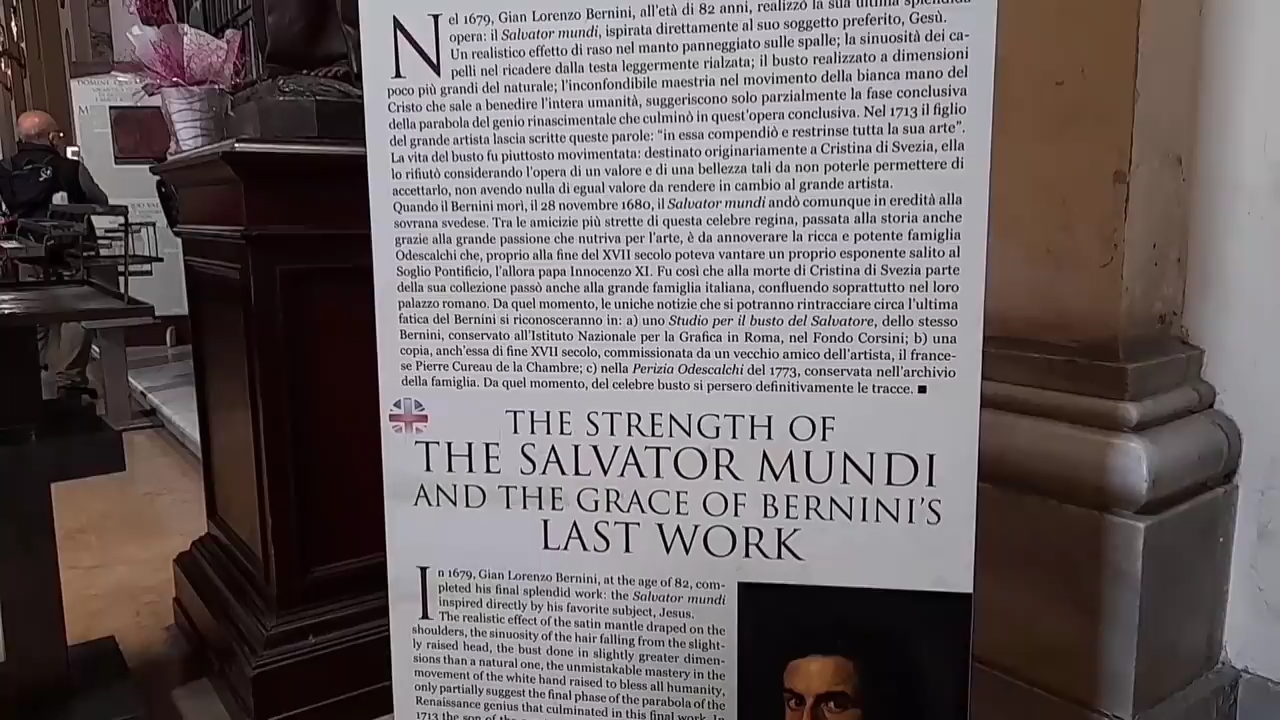 Nel 1679, Gian Lorenzo Bernini, all'età di 82 anni, realizzò la sua ultima splendida
opera: il Salvator mundi, ispirata direttamente al suo soggetto preferito, Gesù.
Un realistico effetto di raso nel manto panneggiato sulle spalle; la sinuosità dei ca-
pelli nel ricadere dalla testa leggermente rialzata; il busto realizzato a dimensioni
poco più grandi del naturale; l'inconfondibile maestria nel movimento della bianca mano del
Cristo che sale a benedire l'intera umanità, suggeriscono solo parzialmente la fase conclusiva
della parabola del genio rinascimentale che culminò in quest'opera conclusiva. Nel 1713 il figlio
del grande artista lascia scritte queste parole: "in essa compendiò e restrinse tutta la sua arte".
La vita del busto fu piuttosto movimentata: destinato originariamente a Cristina di Svezia, ella
lo rifiutò considerando l'opera di un valore e di una bellezza tali da non poterle permettere di
accettarlo, non avendo nulla di egual valore da rendere in cambio al grande artista.
Quando il Bernini morì, il 28 novembre 1680, il Salvator mundi andò comunque in eredità alla
sovrana svedese. Tra le amicizie più strette di questa celebre regina, passata alla storia anche
grazie alla grande passione che nutriva per l'arte, è da annoverare la ricca e potente famiglia
Odescalchi che, proprio alla fine del XVII secolo poteva vantare un proprio esponente salito al
Soglio Pontificio, l'allora papa Innocenzo XI. Fu così che alla morte di Cristina di Svezia parte
della sua collezione passò anche alla grande famiglia italiana, confluendo soprattutto nel loro
palazzo romano. Da quel momento, le uniche notizie che si potranno rintracciare circa l'ultima
fatica del Bernini si riconosceranno in: a) uno Studio per il busto del Salvatore, dello stesso
Bernini, conservato all'Istituto Nazionale per la Grafica in Roma, nel Fondo Corsini; b) una
copia, anch'essa di fine XVII secolo, commissionata da un vecchio amico dell'artista, il france-
se Pierre Cureau de la Chambre; c) nella Perizia Odescalchi del 1773, conservata nell'archivio
della famiglia. Da quel momento, del celebre busto si persero definitivamente le tracce. ■
THE STRENGTH OF
THE SALVATOR MUNDI
AND THE GRACE OF BERNINI'S
LAST WORK
In 1679, Gian Lorenzo Bernini, at the age of 82, com-
pleted his final splendid work: the Salvator mundi
inspired directly by his favorite subject, Jesus.
The realistic effect of the satin mantle draped on the
shoulders, the sinuosity of the hair falling from the slight-
ly raised head, the bust done in slightly greater dimen-
sions than a natural one, the unmistakable mastery in the
movement of the white hand raised to bless all humanity,
only partially suggest the final phase of the parabola of the
Renaissance genius that culminated in this final work. In
1713 the son of the